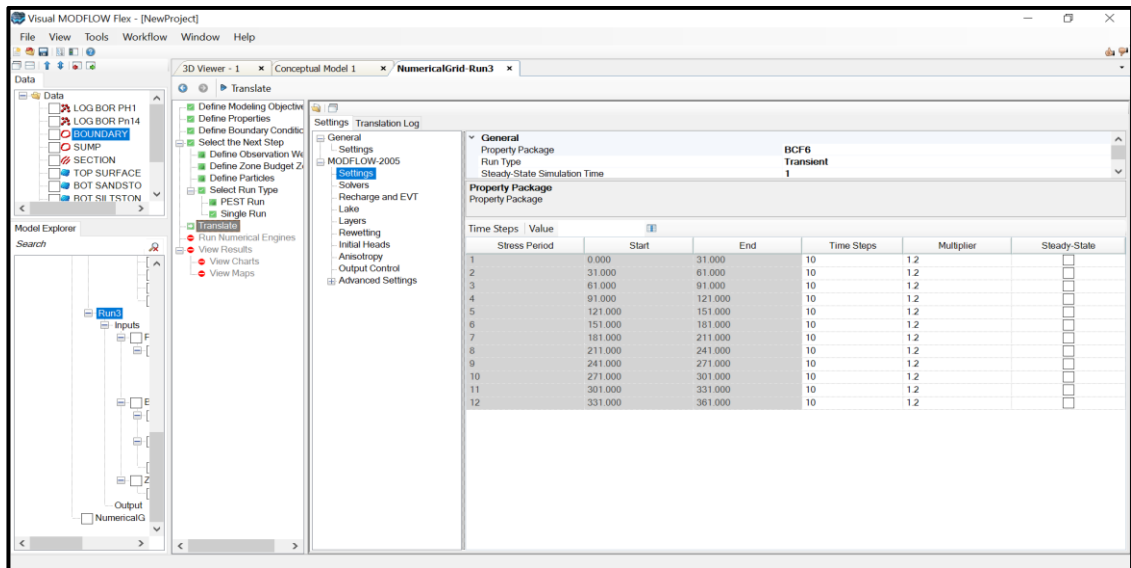 Visual MODFLOW Flex - [NewProject]
File View Tools Workflow Window Help
Data
Data
LOG BOR PH1
LOG BOR Pn14
BOUNDARY
SUMP
SECTION
TOP SURFACE
BOT SANDSTO
BOT SILTSTON
Model Explorer
Search
Run3
Inputs
F
E
Z
Output
NumericalG
3D Viewer - 1 Conceptual Model 1 NumericalGrid-Run3
Translate
Define Modeling Objective
Define Properties
Define Boundary Conditic
Select the Next Step
Define Observation We
Define Zone Budget Z
Define Particles
Select Run Type
PEST Run
Single Run
Translate
Run Numerical Engines
View Results
View Charts
View Maps
Settings Translation Log
General
Settings
MODFLOW-2005
Settings
Solvers
Recharge and EVT
Lake
Layers
Rewetting
Initial Heads
Anisotropy
Output Control
Advanced Settings
General
Property Package BCF6
Run Type Transient
Steady-State Simulation Time 1
Property Package
Property Package
Time Steps Value
Stress Period Start End Time Steps Multiplier Steady-State
1 0.000 31.000 10 1.2
2 31.000 61.000 10 1.2
3 61.000 91.000 10 1.2
4 91.000 121.000 10 1.2
5 121.000 151.000 10 1.2
6 151.000 181.000 10 1.2
7 181.000 211.000 10 1.2
8 211.000 241.000 10 1.2
9 241.000 271.000 10 1.2
10 271.000 301.000 10 1.2
11 301.000 331.000 10 1.2
12 331.000 361.000 10 1.2